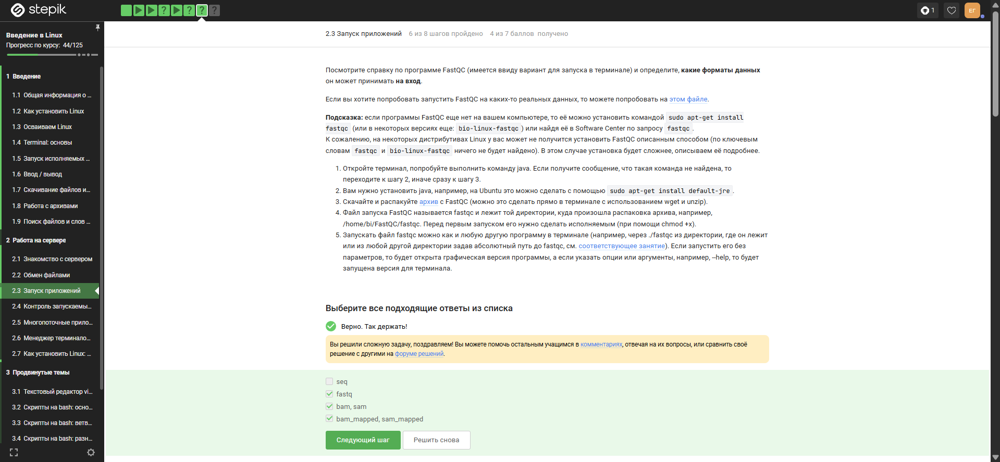 stepik
1
ЕГ
Введение в Linux
Прогресс по курсу: 44/125
1 Введение
1.1 Общая информация о ...
1.2 Как установить Linux
1.3 Осваиваем Linux
1.4 Terminal: основы
1.5 Запуск исполняемых ...
1.6 Ввод / вывод
1.7 Скачивание файлов и...
1.8 Работа с архивами
1.9 Поиск файлов и слов ...
2 Работа на сервере
2.1 Знакомство с сервером
2.2 Обмен файлами
2.3 Запуск приложений
2.4 Контроль запускаемы...
2.5 Многопоточные прило...
2.6 Менеджер терминало...
2.7 Как установить Linux: ...
3 Продвинутые темы
3.1 Текстовый редактор vi...
3.2 Скрипты на bash: осно...
3.3 Скрипты на bash: ветв...
3.4 Скрипты на bash: разн...
2.3 Запуск приложений 6 из 8 шагов пройдено 4 из 7 баллов получено
Посмотрите справку по программе FastQC (имеется ввиду вариант для запуска в терминале) и определите, какие форматы данных
он может принимать на вход.
Если вы хотите попробовать запустить FastQC на каких-то реальных данных, то можете попробовать на этом файле.
Подсказка: если программы FastQC еще нет на вашем компьютере, то её можно установить командой sudo apt-get install
fastqc (или в некоторых версиях еще: bio-linux-fastqc ) или найдя её в Software Center по запросу fastqc .
К сожалению, на некоторых дистрибутивах Linux у вас может не получится установить FastQC описанным способом (по ключевым
словам fastqc и bio-linux-fastqc ничего не будет найдено). В этом случае установка будет сложнее, описываем её подробнее.
1. Откройте терминал, попробуйте выполнить команду java. Если получите сообщение, что такая команда не найдена, то
переходите к шагу 2, иначе сразу к шагу 3.
2. Вам нужно установить java, например, на Ubuntu это можно сделать с помощью sudo apt-get install default-jre .
3. Скачайте и распакуйте архив с FastQC (можно это сделать прямо в терминале с использованием wget и unzip).
4. Файл запуска FastQC называется fastqc и лежит той директории, куда произошла распаковка архива, например,
/home/bi/FastQC/fastqc. Перед первым запуском его нужно сделать исполняемым (при помощи chmod +x).
5. Запускать файл fastqc можно как и любую другую программу в терминале (например, через ./fastqc из директории, где он лежит
или из любой другой директории задав абсолютный путь до fastqc, см. соответствующее занятие). Если запустить его без
параметров, то будет открыта графическая версия программы, а если указать опции или аргументы, например, --help, то будет
запущена версия для терминала.
Выберите все подходящие ответы из списка
Верно. Так держать!
Вы решили сложную задачу, поздравляем! Вы можете помочь остальным учащимся в комментариях, отвечая на их вопросы, или сравнить своё
решение с другими на форуме решений.
seq
fastq
bam, sam
bam_mapped, sam_mapped
Следующий шаг Решить снова